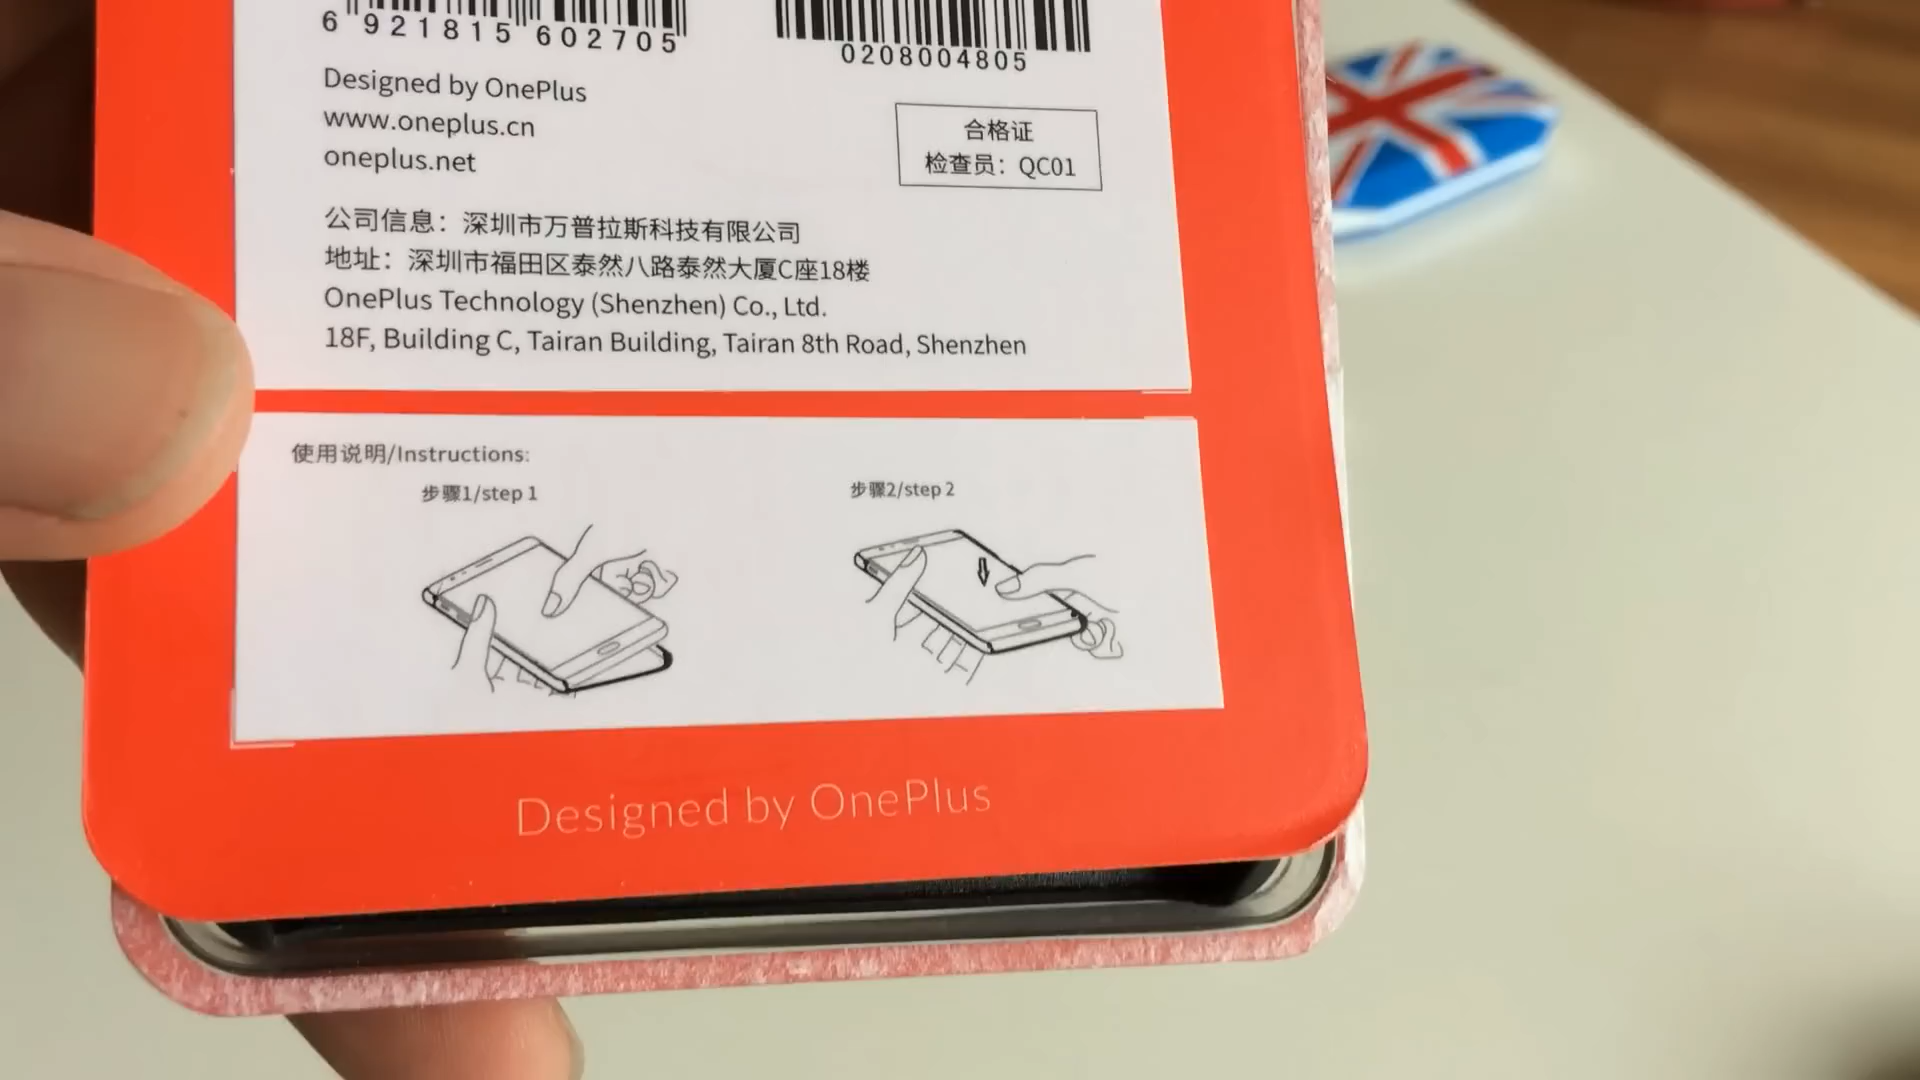 6 921815 602705
0208004805
Designed by OnePlus
www.oneplus.cn
oneplus.net
合格证
检查员：QC01
公司信息：深圳市万普拉斯科技有限公司
地址：深圳市福田区泰然八路泰然大厦C座18楼
OnePlus Technology (Shenzhen) Co., Ltd.
18F, Building C, Tairan Building, Tairan 8th Road, Shenzhen
使用说明/Instructions:
步骤1/step 1
步骤2/step 2
Designed by OnePlus